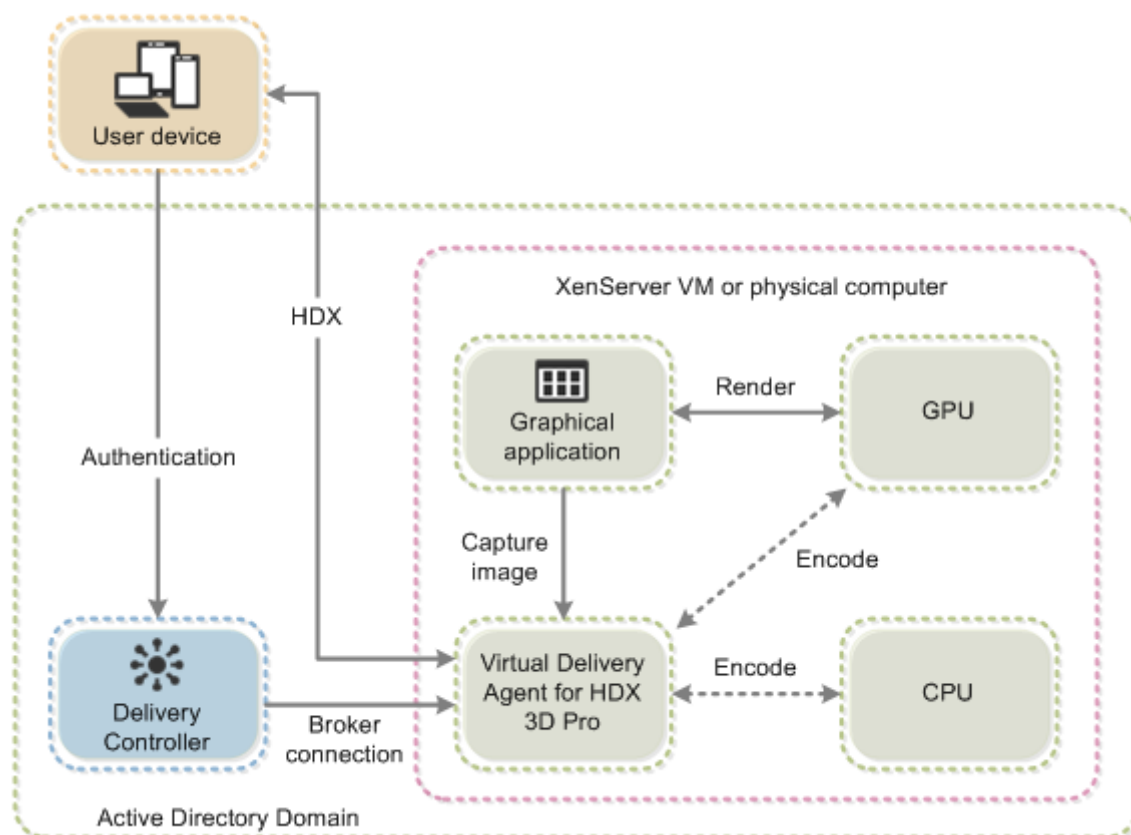 User device
XenServer VM or physical computer
HDX
Render
Graphical
application
GPU
Authentication
Capture
image
Encode
Virtual Delivery
Agent for HDX
3D Pro
Encode
CPU
Delivery
Controller
Broker
connection
Active Directory Domain